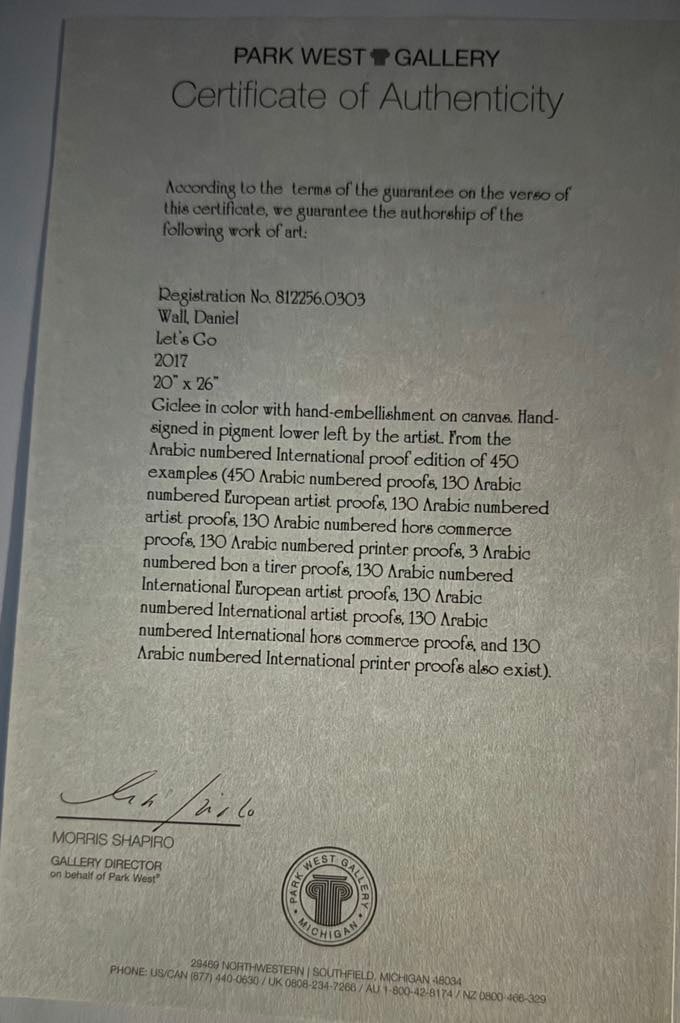 PARK WEST GALLERY
Certificate of Authenticity
According to the terms of the guarantee on the verso of
this certificate, we guarantee the authorship of the
following work of art:
Registration No. 812256.0303
Wall, Daniel
Let's Go
2017
20" x 26"
Giclee in color with hand-embellishment on canvas. Hand-
signed in pigment lower left by the artist. From the
Arabic numbered International proof edition of 450
examples (450 Arabic numbered proofs, 130 Arabic
numbered European artist proofs, 130 Arabic numbered
artist proofs, 130 Arabic numbered hors commerce
proofs, 130 Arabic numbered printer proofs, 3 Arabic
numbered bon a tirer proofs, 130 Arabic numbered
International European artist proofs, 130 Arabic
numbered International artist proofs, 130 Arabic
numbered International hors commerce proofs, and 130
Arabic numbered International printer proofs also exist).
MORRIS SHAPIRO
GALLERY DIRECTOR
on behalf of Park West®
PARK WEST GALLERY
• MICHIGAN •
29469 NORTHWESTERN | SOUTHFIELD, MICHIGAN 48034
PHONE: US/CAN (877) 440-0630 / UK 0808-234-7266 / AU 1-800-42-8174 / NZ 0800-466-329